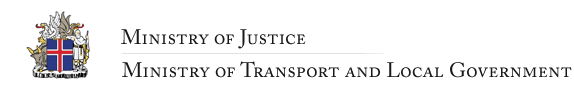 Ministry of Justice
Ministry of Transport and Local Government